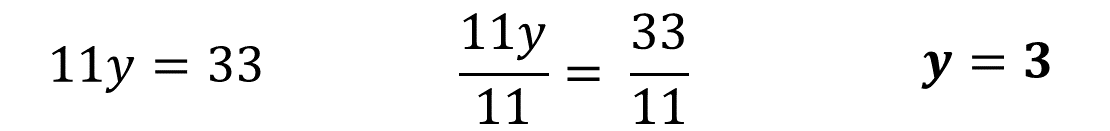 11y = 33
11y/11 = 33/11
y = 3